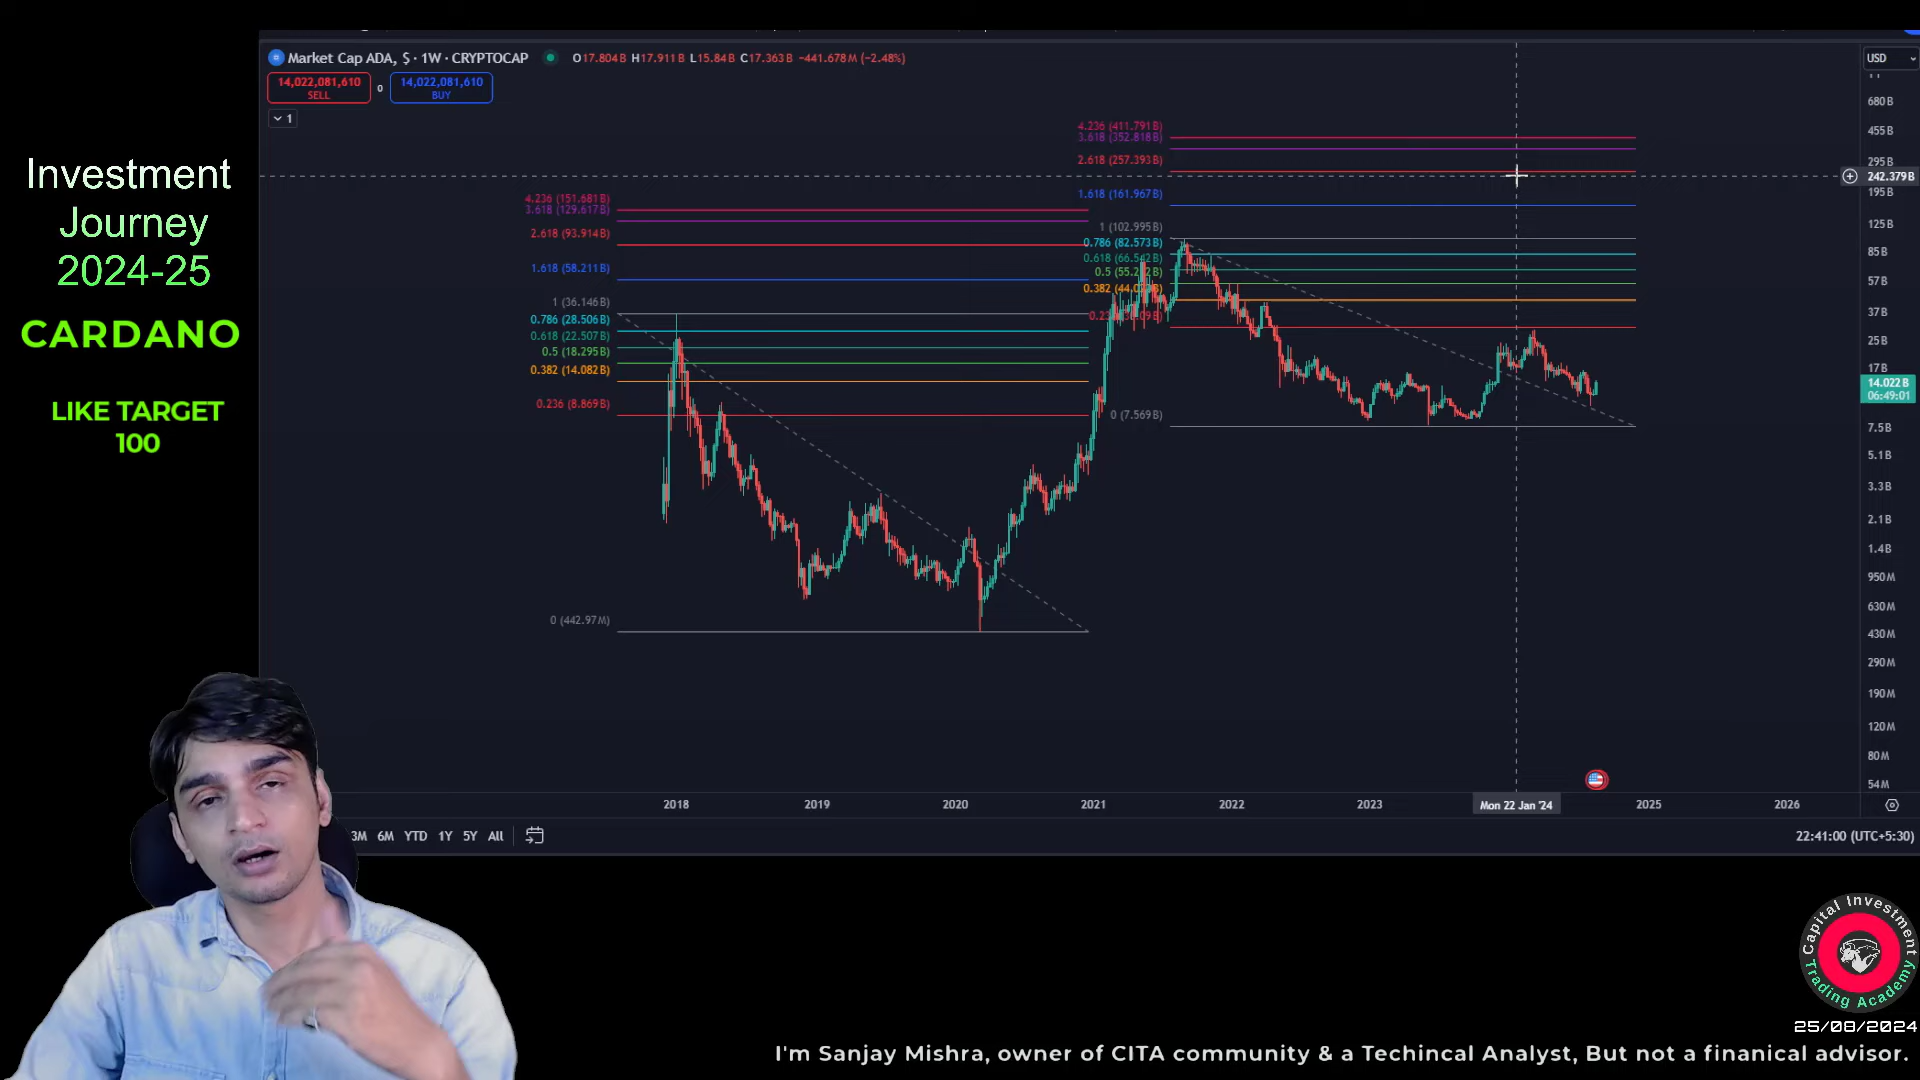 Market Cap ADA, $ · 1W · CRYPTOCAP
O17.804B H17.911B L15.84B C17.363B -441.678M (-2.48%)
14,022,081,610
SELL
0
14,022,081,610
BUY
1
USD
680B
455B
295B
242.379B
195B
125B
85B
57B
37B
25B
17B
14.022B
06:49:01
7.5B
5.1B
3.3B
2.1B
1.4B
950M
630M
430M
290M
190M
120M
80M
54M
4.236 (151.681B)
3.618 (129.617B)
2.618 (93.914B)
1.618 (58.211B)
1 (36.146B)
0.786 (28.506B)
0.618 (22.507B)
0.5 (18.295B)
0.382 (14.082B)
0.236 (8.869B)
0 (442.97M)
4.236 (411.791B)
3.618 (352.818B)
2.618 (257.393B)
1.618 (161.967B)
1 (102.995B)
0.786 (82.573B)
0 (7.569B)
2018 2019 2020 2021 2022 2023 Mon 22 Jan '24 2025 2026
3M 6M YTD 1Y 5Y All
22:41:00 (UTC+5:30)
Investment
Journey
2024-25
CARDANO
LIKE TARGET
100
Capital Investment
Trading Academy
25/08/2024
I'm Sanjay Mishra, owner of CITA community & a Techincal Analyst, But not a finanical advisor.